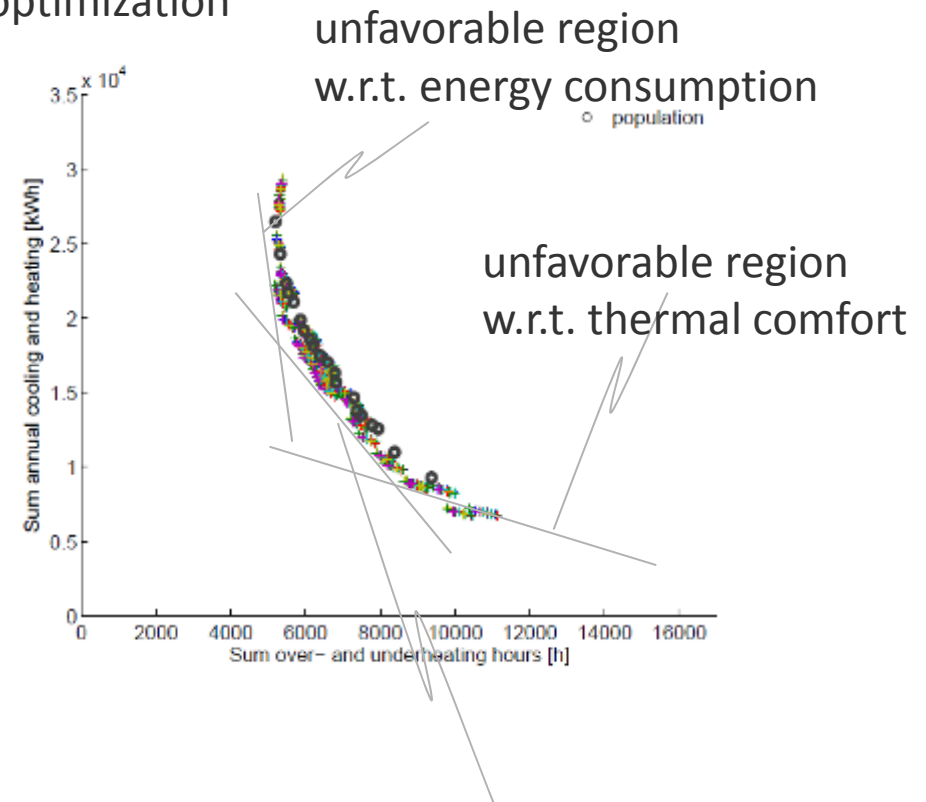 optimization
unfavorable region
w.r.t. energy consumption
x 10^4
population
3.5
3
2.5
2
1.5
1
0.5
0
Sum annual cooling and heating [kWh]
unfavorable region
w.r.t. thermal comfort
0 2000 4000 6000 8000 10000 12000 14000 16000
Sum over- and underheating hours [h]